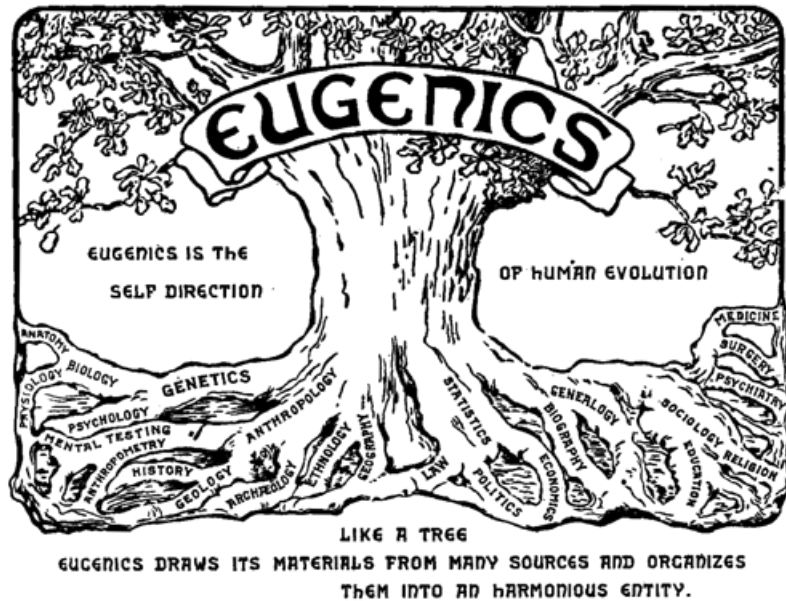 EUGENICS
EUGENICS IS THE
SELF DIRECTION
OF HUMAN EVOLUTION
ANATOMY
PHYSIOLOGY
BIOLOGY
GENETICS
PSYCHOLOGY
MENTAL TESTING
ANTHROPOMETRY
HISTORY
GEOLOGY
ANTHROPOLOGY
ARCHÆOLOGY
ETHNOLOGY
GEOGRAPHY
LAW
STATISTICS
POLITICS
ECONOMICS
BIOGRAPHY
GENEALOGY
EDUCATION
SOCIOLOGY
RELIGION
PSYCHIATRY
SURGERY
MEDICINE
LIKE A TREE
EUGENICS DRAWS ITS MATERIALS FROM MANY SOURCES AND ORGANIZES
THEM INTO AN HARMONIOUS ENTITY.